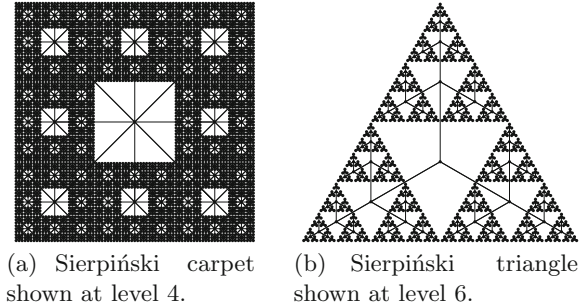 (a) Sierpiński carpet
shown at level 4.
(b) Sierpiński triangle
shown at level 6.